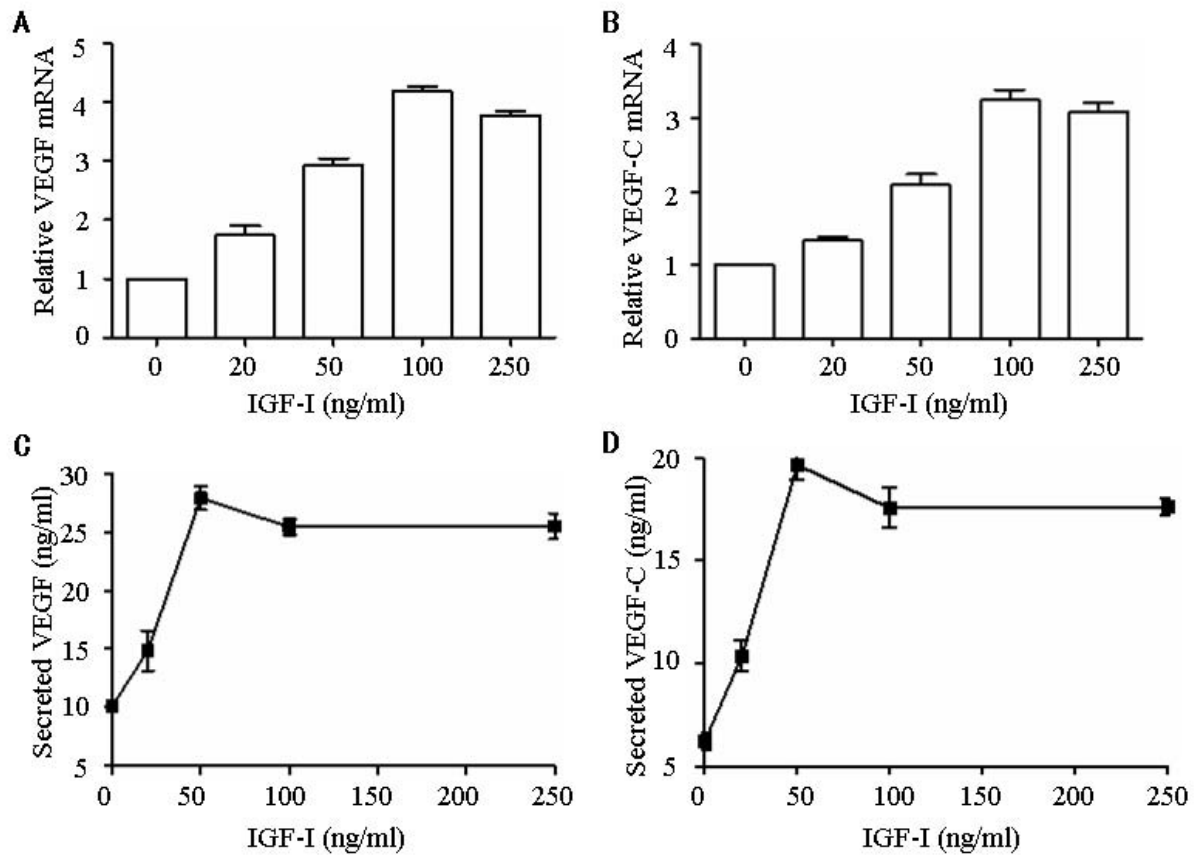 A
Relative VEGF mRNA
5
4
3
2
1
0
0 20 50 100 250
IGF-I (ng/ml)
B
Relative VEGF-C mRNA
4
3
2
1
0
0 20 50 100 250
IGF-I (ng/ml)
C
Secreted VEGF (ng/ml)
30
25
20
15
10
5
0 50 100 150 200 250
IGF-I (ng/ml)
D
Secreted VEGF-C (ng/ml)
20
15
10
5
0 50 100 150 200 250
IGF-I (ng/ml)